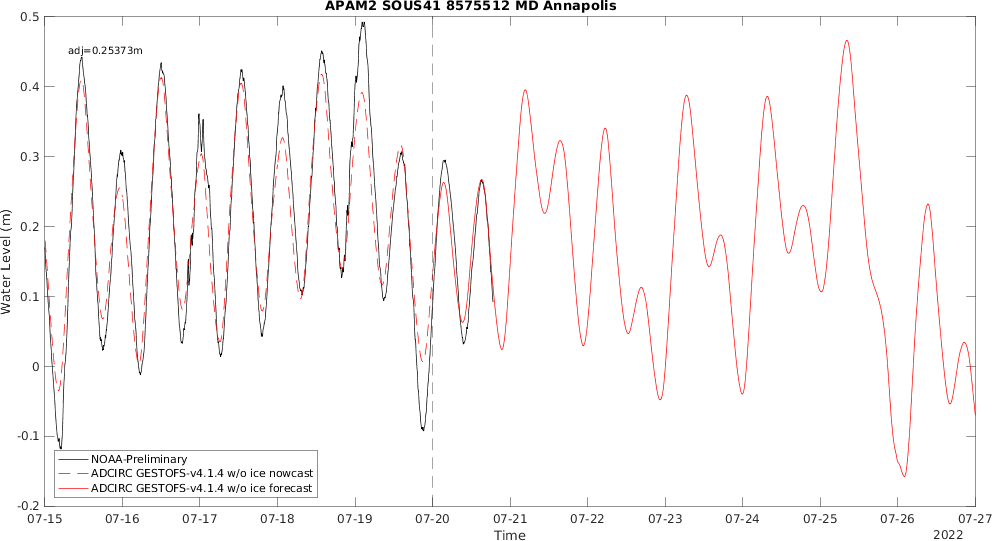 APAM2 SOUS41 8575512 MD Annapolis
adj=0.25373m
0.5
0.4
0.3
0.2
0.1
0
-0.1
-0.2
Water Level (m)
NOAA-Preliminary
ADCIRC GESTOFS-v4.1.4 w/o ice nowcast
ADCIRC GESTOFS-v4.1.4 w/o ice forecast
07-15 07-16 07-17 07-18 07-19 07-20 07-21 07-22 07-23 07-24 07-25 07-26 07-27
Time
2022